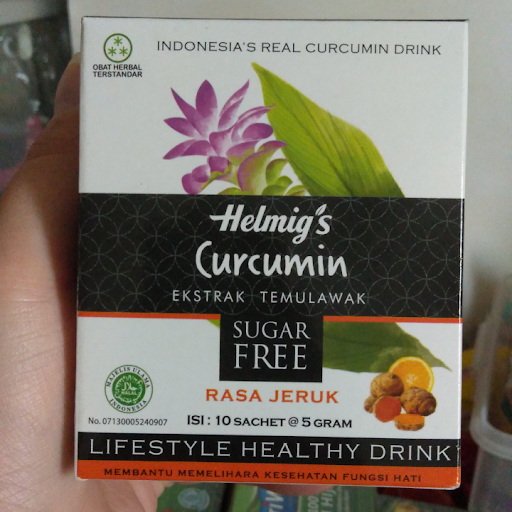 INDONESIA'S REAL CURCUMIN DRINK
OBAT HERBAL
TERSTANDAR
Helmig's
Curcumin
EKSTRAK TEMULAWAK
SUGAR
FREE
RASA JERUK
MAJELIS ULAMA
INDONESIA
No. 07130005240907
ISI : 10 SACHET @ 5 GRAM
LIFESTYLE HEALTHY DRINK
MEMBANTU MEMELIHARA KESEHATAN FUNGSI HATI